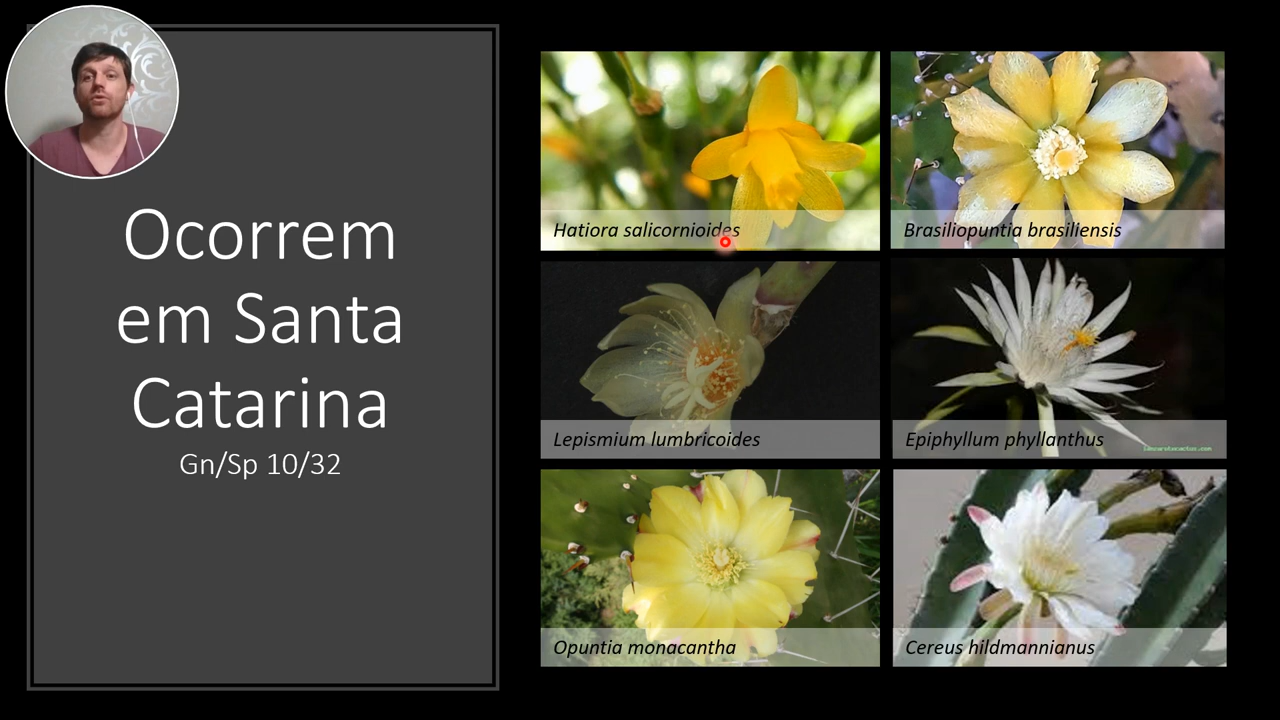 Ocorrem
em Santa
Catarina
Gn/Sp 10/32
Hatiora salicornioides
Brasiliopuntia brasiliensis
Lepismium lumbricoides
Epiphyllum phyllanthus
Opuntia monacantha
Cereus hildmannianus